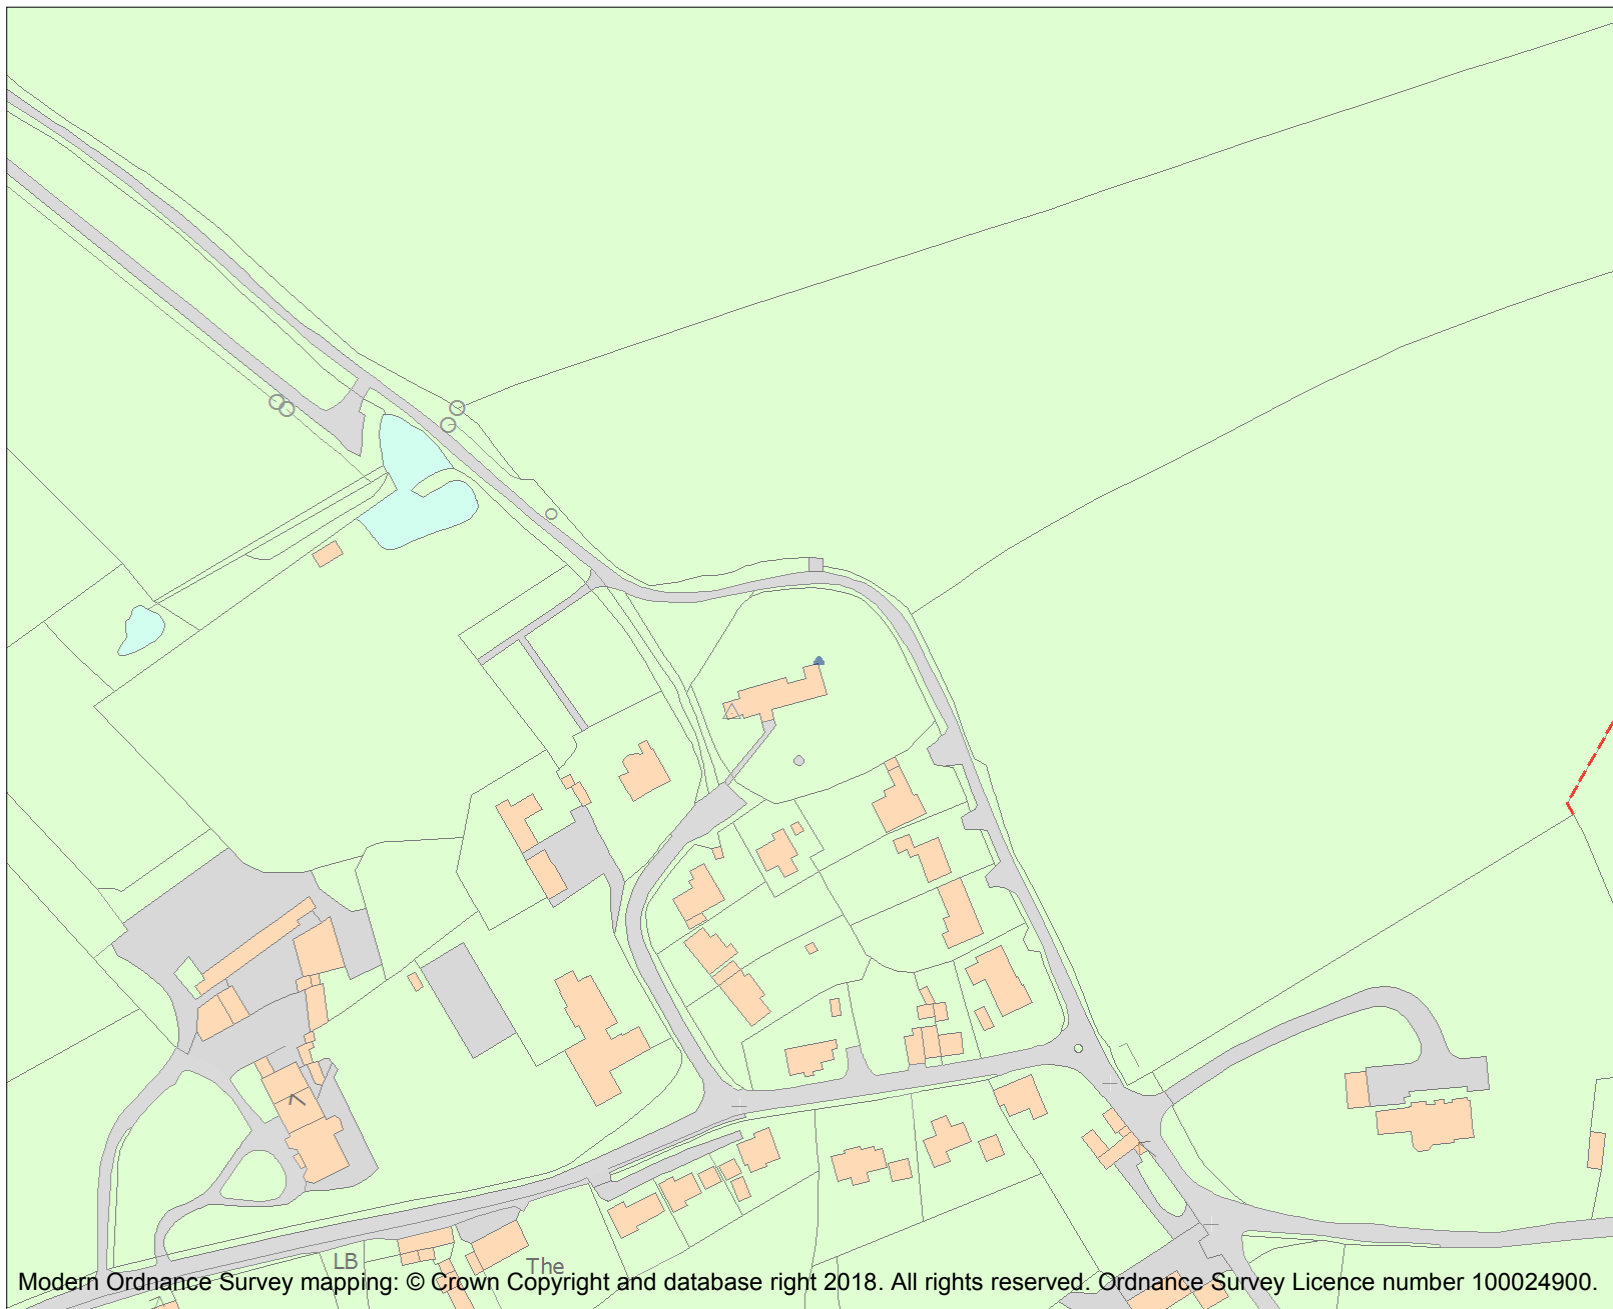 LB
The
Modern Ordnance Survey mapping: © Crown Copyright and database right 2018. All rights reserved. Ordnance Survey Licence number 100024900.